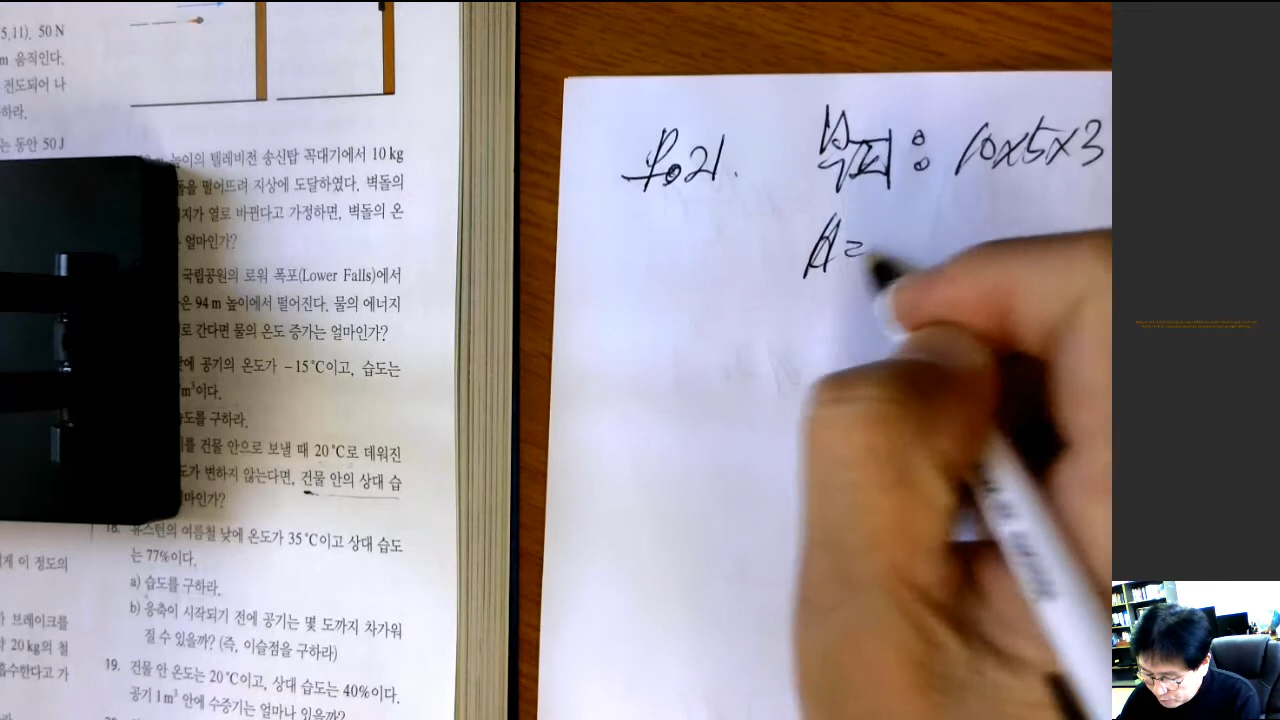 5.11). 50 N
m 움직인다.
전도되어 나
하라.
는 동안 50 J
높이의 텔레비전 송신탑 꼭대기에서 10 kg
을 떨어뜨려 지상에 도달하였다. 벽돌의
지가 열로 바뀐다고 가정하면, 벽돌의 온
얼마인가?
국립공원의 로워 폭포(Lower Falls)에서
은 94 m 높이에서 떨어진다. 물의 에너지
로 간다면 물의 온도 증가는 얼마인가?
에 공기의 온도가 −15 ℃이고, 습도는
m³이다.
습도를 구하라.
를 건물 안으로 보낼 때 20 ℃로 데워진
도가 변하지 않는다면, 건물 안의 상대 습
마인가?
18. 휴스턴의 여름철 낮에 온도가 35 ℃이고 상대 습도
는 77%이다.
a) 습도를 구하라.
b) 응축이 시작되기 전에 공기는 몇 도까지 차가워
질 수 있을까? (즉, 이슬점을 구하라)
19. 건물 안 온도는 20 ℃이고, 상대 습도는 40%이다.
공기 1 m³ 안에 수증기는 얼마나 있을까?
에게 이 정도의
가 브레이크를
약 20 kg의 철
흡수한다고 가
P.21.
부피 : 10×5×3
A =